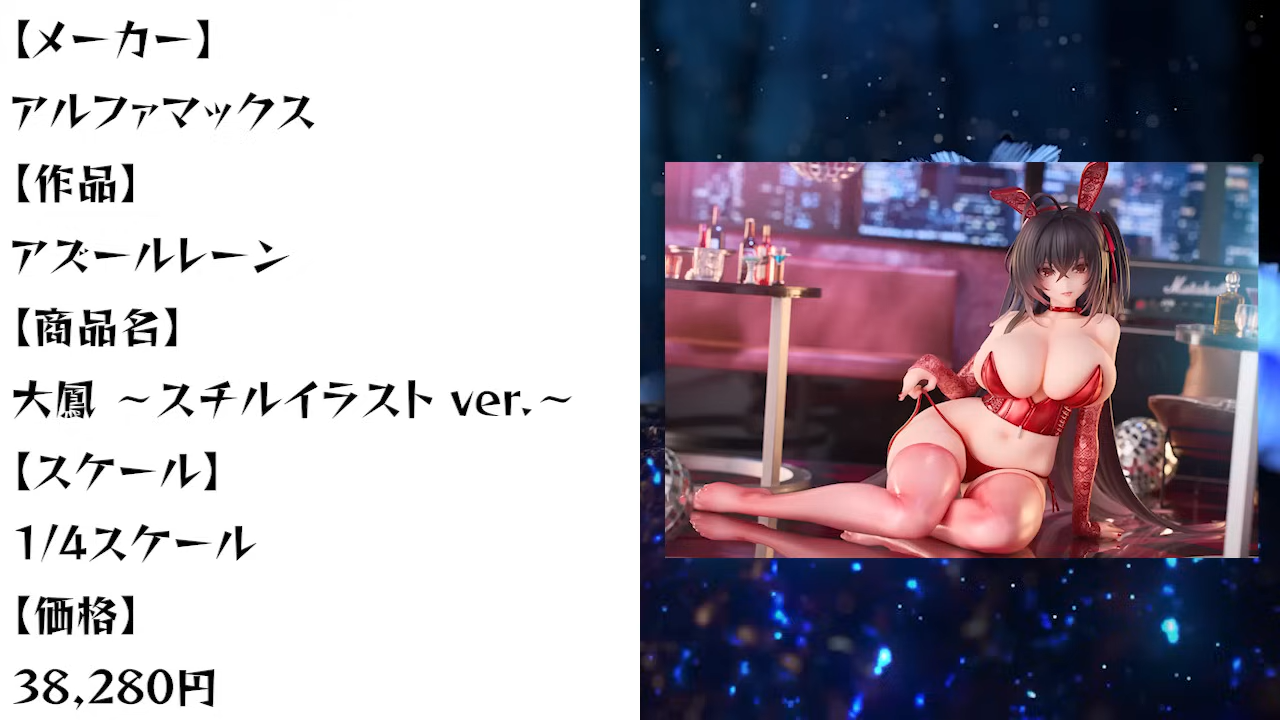 【メーカー】
アルファマックス
【作品】
アズールレーン
【商品名】
大鳳 ～スチルイラスト ver.～
【スケール】
1/4スケール
【価格】
38,280円